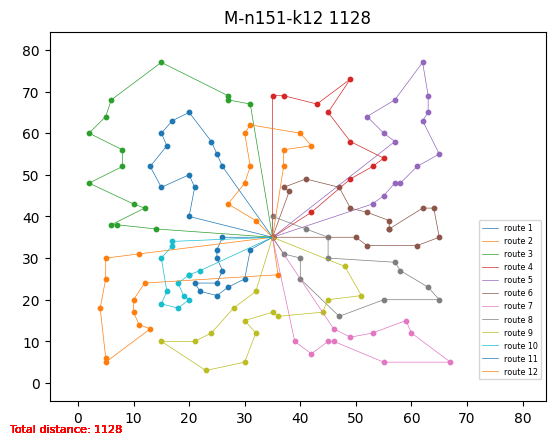 M-n151-k12 1128
80
70
60
50
40
30
20
10
0
0 10 20 30 40 50 60 70 80
route 1
route 2
route 3
route 4
route 5
route 6
route 7
route 8
route 9
route 10
route 11
route 12
Total distance: 1128